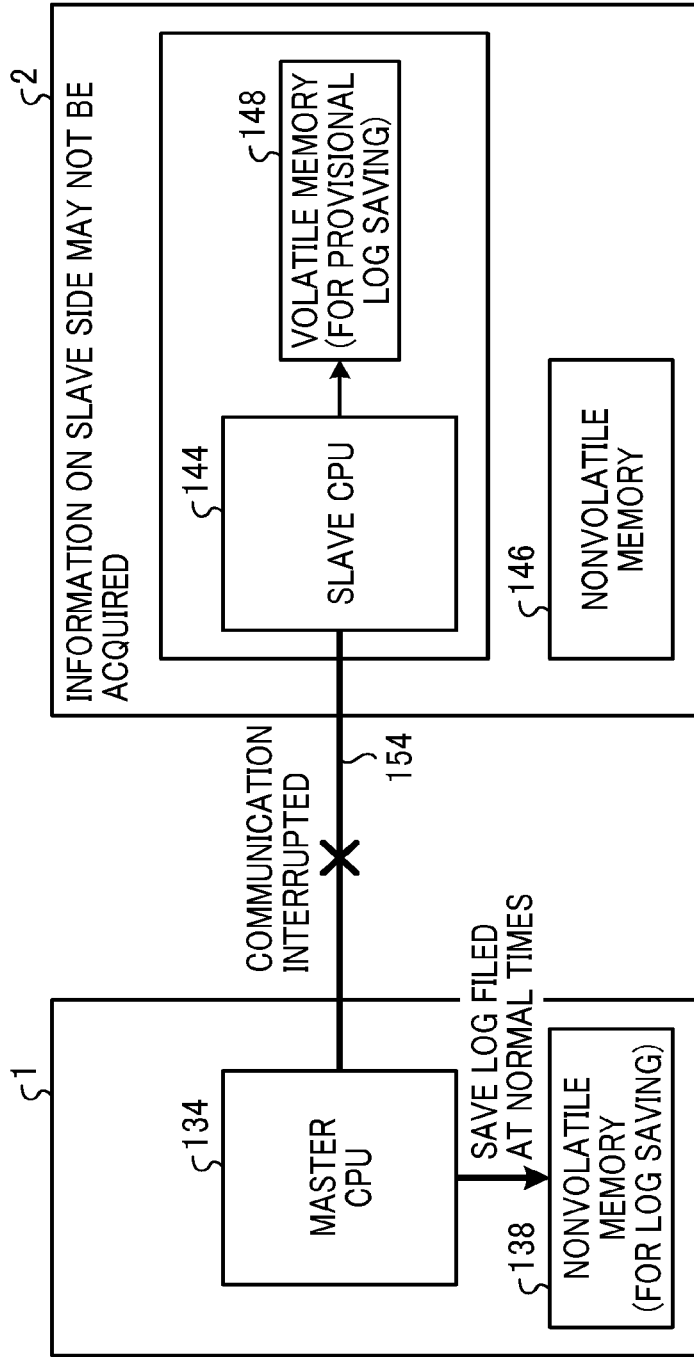 1
134
MASTER
CPU
SAVE LOG FILED
AT NORMAL TIMES
138
NONVOLATILE
MEMORY
(FOR LOG SAVING)
COMMUNICATION
INTERRUPTED
154
2
INFORMATION ON SLAVE SIDE MAY NOT BE
ACQUIRED
144
SLAVE CPU
148
VOLATILE MEMORY
(FOR PROVISIONAL
LOG SAVING)
146
NONVOLATILE
MEMORY